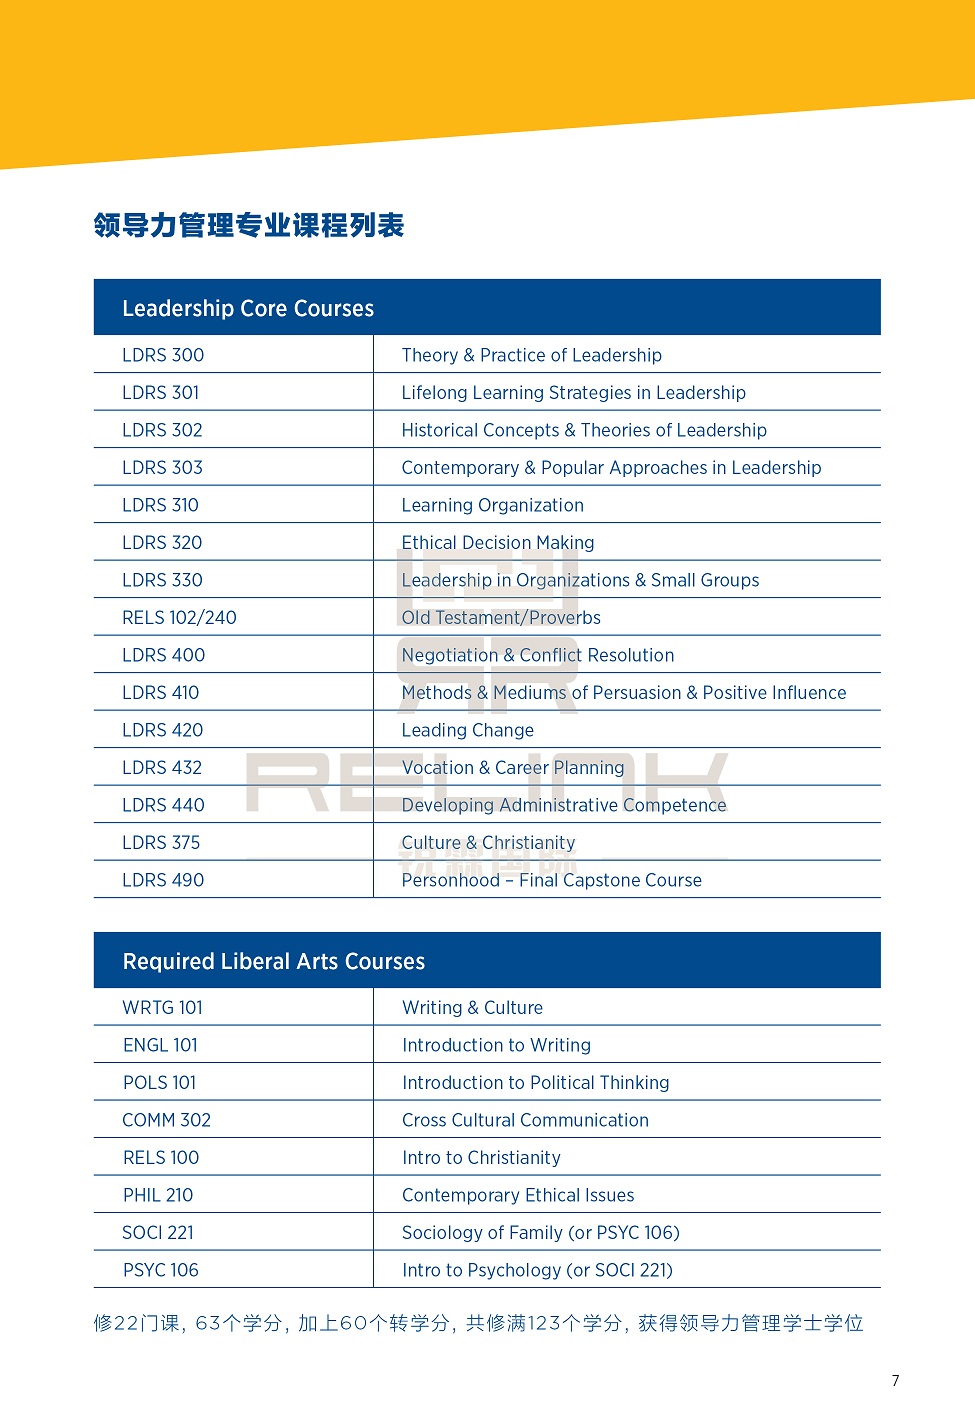 领导力管理专业课程列表
Leadership Core Courses
LDRS 300 Theory & Practice of Leadership
LDRS 301 Lifelong Learning Strategies in Leadership
LDRS 302 Historical Concepts & Theories of Leadership
LDRS 303 Contemporary & Popular Approaches in Leadership
LDRS 310 Learning Organization
LDRS 320 Ethical Decision Making
LDRS 330 Leadership in Organizations & Small Groups
RELS 102/240 Old Testament/Proverbs
LDRS 400 Negotiation & Conflict Resolution
LDRS 410 Methods & Mediums of Persuasion & Positive Influence
LDRS 420 Leading Change
LDRS 432 Vocation & Career Planning
RELINK
LDRS 440 Developing Administrative Competence
LDRS 375 Culture & Christianity
LDRS 490 Personhood – Final Capstone Course
Required Liberal Arts Courses
WRTG 101 Writing & Culture
ENGL 101 Introduction to Writing
POLS 101 Introduction to Political Thinking
COMM 302 Cross Cultural Communication
RELS 100 Intro to Christianity
PHIL 210 Contemporary Ethical Issues
SOCI 221 Sociology of Family (or PSYC 106)
PSYC 106 Intro to Psychology (or SOCI 221)
修22门课, 63个学分, 加上60个转学分, 共修满123个学分, 获得领导力管理学士学位
7